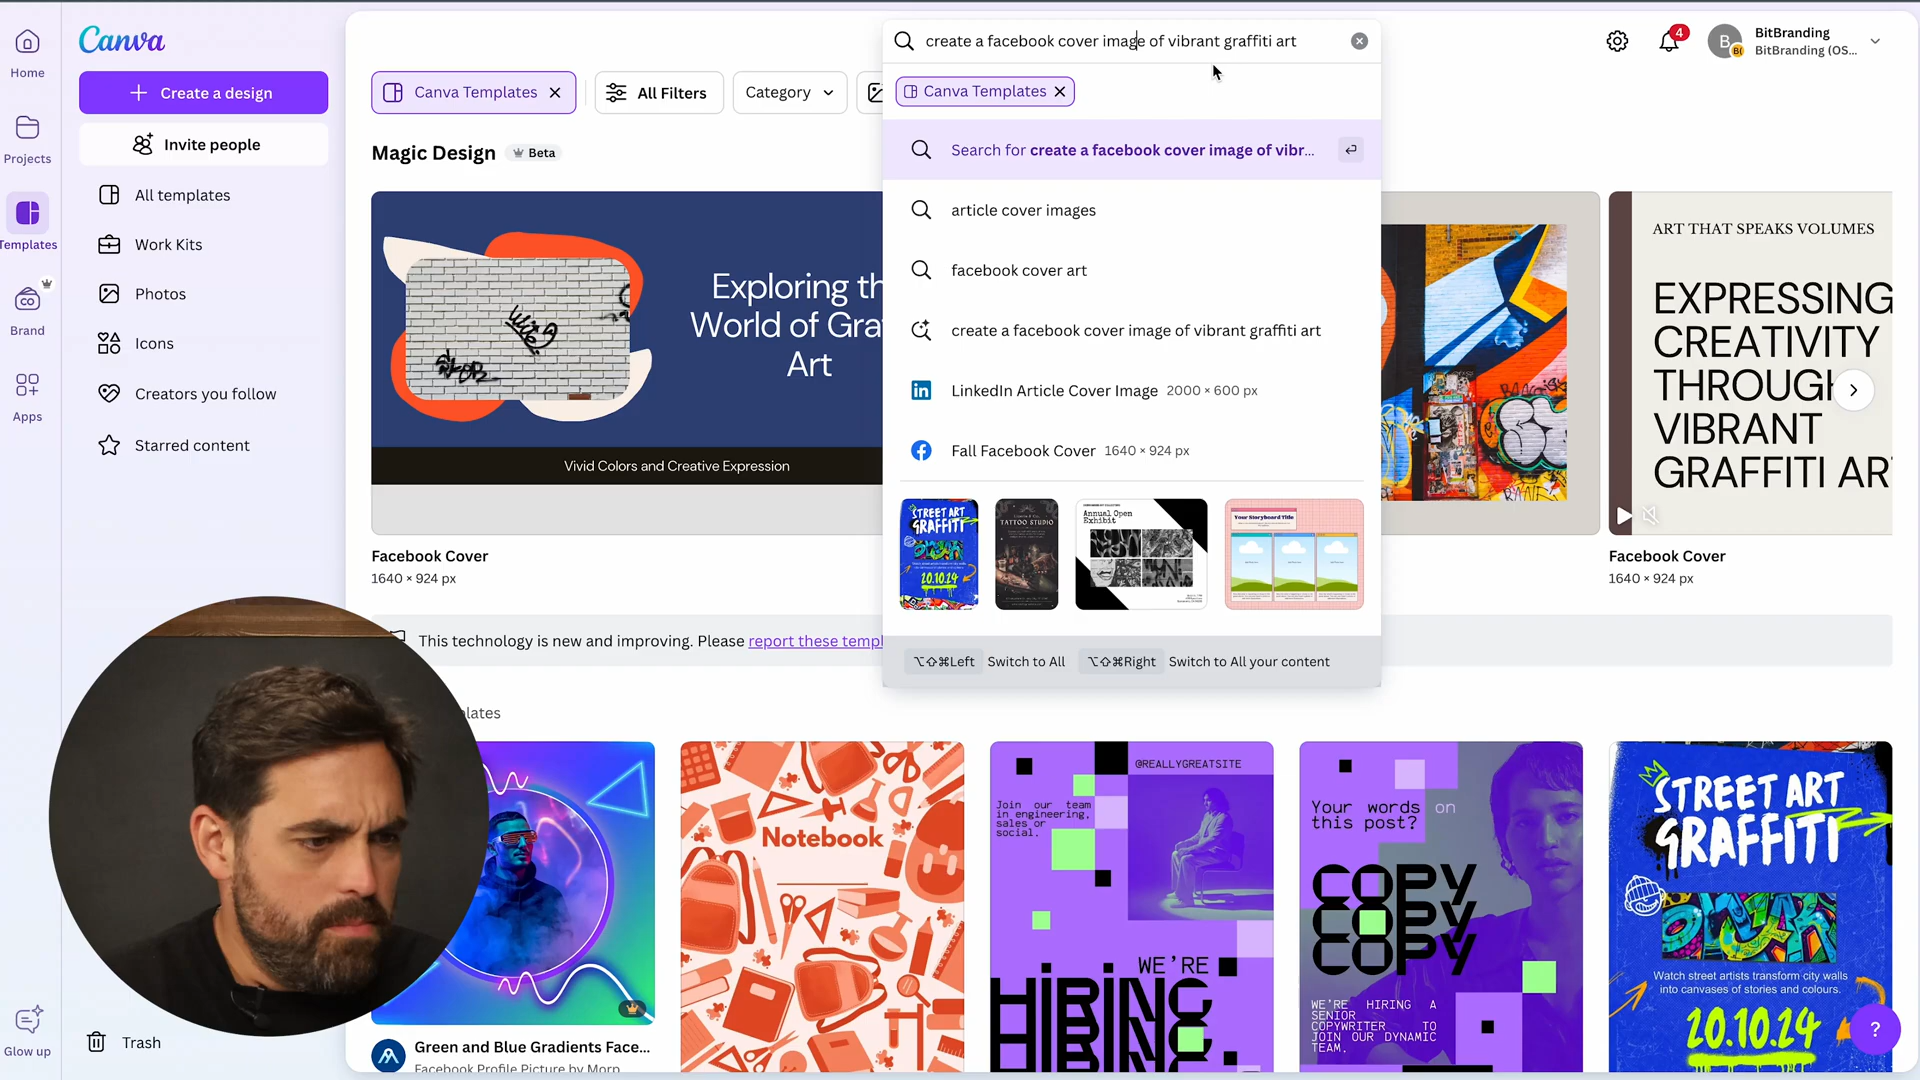 Home
Projects
Templates
Brand
Apps
Glow up
Canva
Create a design
Invite people
All templates
Work Kits
Photos
Icons
Creators you follow
Starred content
Trash
create a facebook cover image of vibrant graffiti art
4
B
BitBranding
BitBranding (OS...
Canva Templates
All Filters
Category
Canva Templates
Magic Design
Beta
Search for create a facebook cover image of vibr...
article cover images
facebook cover art
create a facebook cover image of vibrant graffiti art
LinkedIn Article Cover Image 2000 × 600 px
Fall Facebook Cover 1640 × 924 px
STREET ART
GRAFFITI
20.10.24
TATTOO STUDIO
Annual Open
Exhibit
Your Storyboard Title
⌥⇧⌘Left Switch to All ⌥⇧⌘Right Switch to All your content
Exploring th
World of Gra
Art
Vivid Colors and Creative Expression
Facebook Cover
1640 × 924 px
ART THAT SPEAKS VOLUMES
EXPRESSING
CREATIVITY
THROUGH
VIBRANT
GRAFFITI AR
Facebook Cover
1640 × 924 px
This technology is new and improving. Please report these templ
lates
Green and Blue Gradients Face...
Facebook Profile Picture by Morp
Notebook
@REALLYGREATSITE
Join our team
in engineering,
sales or
social.
WE'RE
HIRING.
Your words on
this post?
COPY
COPY
COPY
WE'RE HIRING A
SENIOR
COPYWRITER TO
JOIN OUR DYNAMIC
TEAM.
STREET ART
GRAFFITI
Watch street artists transform city walls
into canvases of stories and colours.
20.10.24
?